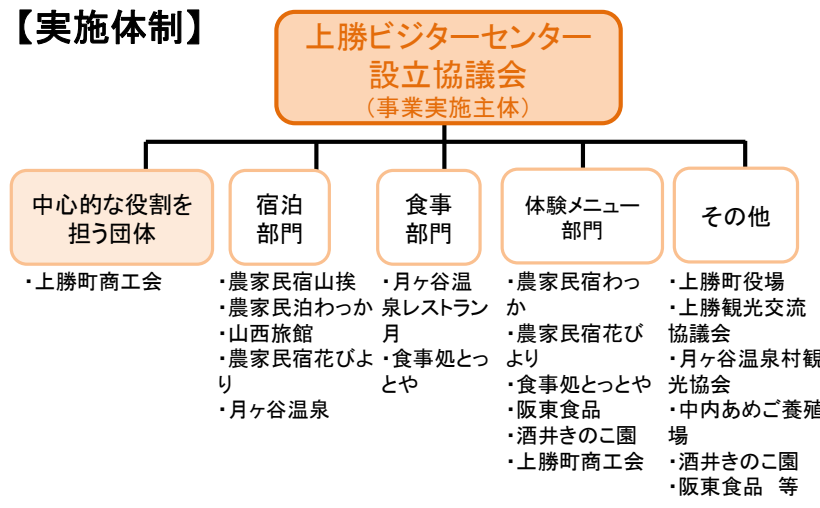 【実施体制】
上勝ビジターセンター
設立協議会
（事業実施主体）
中心的な役割を
担う団体
・上勝町商工会
宿泊
部門
・農家民宿山挨
・農家民泊わっか
・山西旅館
・農家民宿花びよ
り
・月ヶ谷温泉
食事
部門
・月ヶ谷温
泉レストラン
月
・食事処とっ
とや
体験メニュー
部門
・農家民宿わっ
か
・農家民宿花び
より
・食事処とっとや
・阪東食品
・酒井きのこ園
・上勝町商工会
その他
・上勝町役場
・上勝観光交流
協議会
・月ヶ谷温泉村観
光協会
・中内あめご養殖
場
・酒井きのこ園
・阪東食品　等